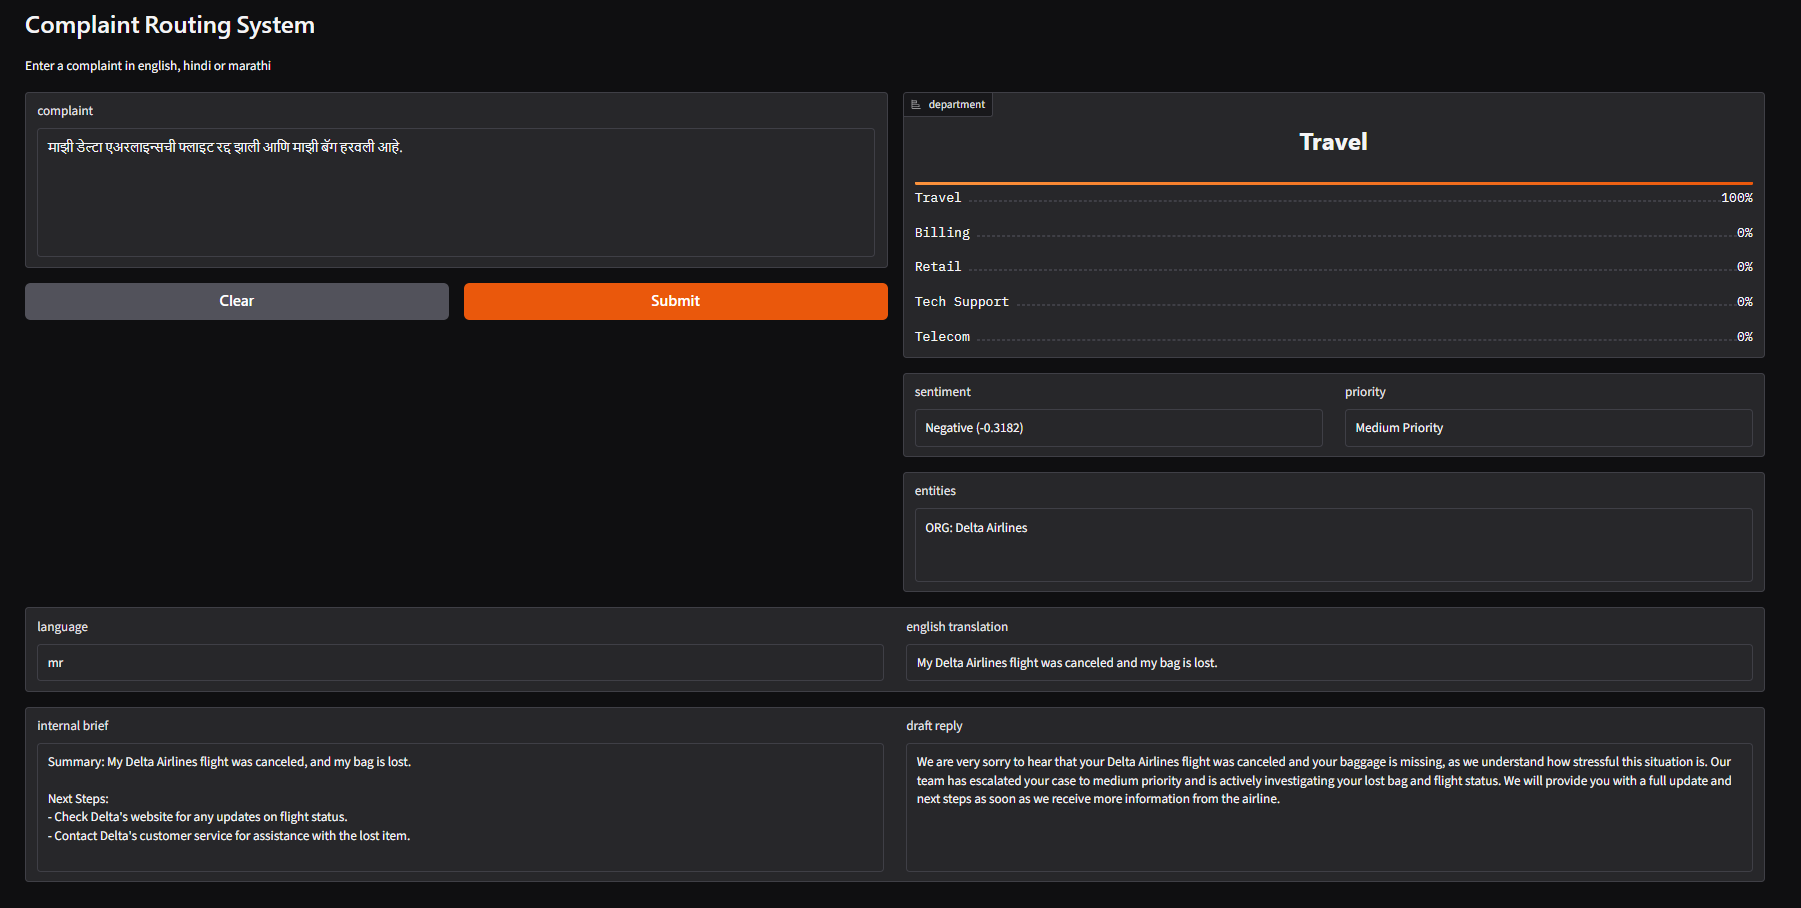 Complaint Routing System
Enter a complaint in english, hindi or marathi
complaint
माझी डेल्टा एअरलाइन्सची फ्लाइट रद्द झाली आणि माझी बॅग हरवली आहे.
Clear
Submit
department
Travel
Travel 100%
Billing 0%
Retail 0%
Tech Support 0%
Telecom 0%
sentiment
Negative (-0.3182)
priority
Medium Priority
entities
ORG: Delta Airlines
language
mr
english translation
My Delta Airlines flight was canceled and my bag is lost.
internal brief
Summary: My Delta Airlines flight was canceled, and my bag is lost.
Next Steps:
- Check Delta's website for any updates on flight status.
- Contact Delta's customer service for assistance with the lost item.
draft reply
We are very sorry to hear that your Delta Airlines flight was canceled and your baggage is missing, as we understand how stressful this situation is. Our
team has escalated your case to medium priority and is actively investigating your lost bag and flight status. We will provide you with a full update and
next steps as soon as we receive more information from the airline.